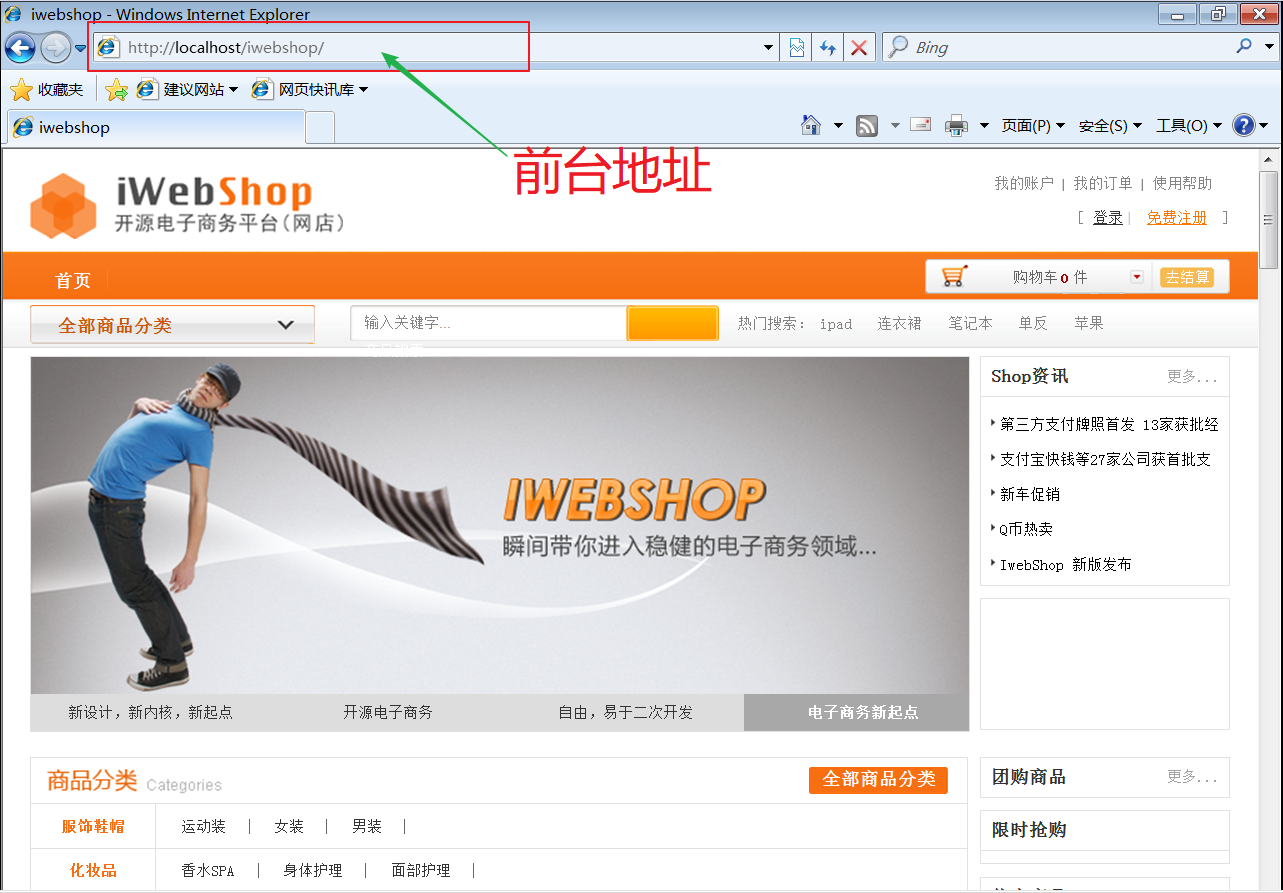 iwebshop - Windows Internet Explorer
http://localhost/iwebshop/
Bing
收藏夹
建议网站
网页快讯库
iwebshop
页面(P)
安全(S)
工具(O)
前台地址
iWebShop
开源电子商务平台(网店)
我的账户 | 我的订单 | 使用帮助
[ 登录 | 免费注册 ]
首页
购物车0件
去结算
全部商品分类
输入关键字...
热门搜索: ipad 连衣裙 笔记本 单反 苹果
IWEBSHOP
瞬间带你进入稳健的电子商务领域...
新设计，新内核，新起点
开源电子商务
自由，易于二次开发
电子商务新起点
Shop资讯
更多...
第三方支付牌照首发 13家获批经
支付宝快钱等27家公司获首批支
新车促销
Q币热卖
IwebShop 新版发布
商品分类 Categories
全部商品分类
服饰鞋帽
运动装 | 女装 | 男装 |
化妆品
香水SPA | 身体护理 | 面部护理 |
团购商品
更多...
限时抢购